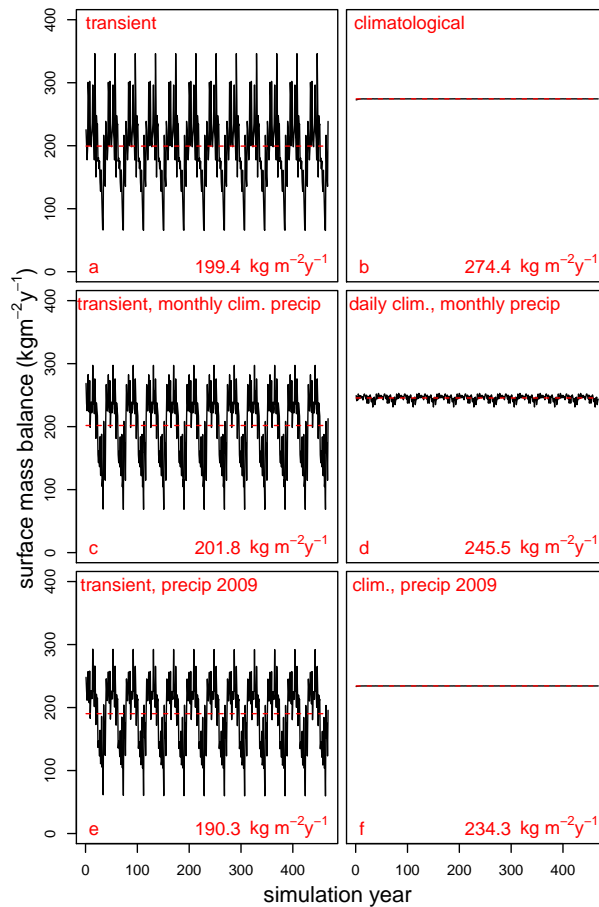 transient
climatological
400
300
200
100
0
a
199.4 kg m⁻²y⁻¹
b
274.4 kg m⁻²y⁻¹
surface mass balance (kgm⁻²y⁻¹)
transient, monthly clim. precip
daily clim., monthly precip
400
300
200
100
0
c
201.8 kg m⁻²y⁻¹
d
245.5 kg m⁻²y⁻¹
transient, precip 2009
clim., precip 2009
400
300
200
100
0
e
190.3 kg m⁻²y⁻¹
f
234.3 kg m⁻²y⁻¹
0 100 200 300 400
0 100 200 300 400
simulation year